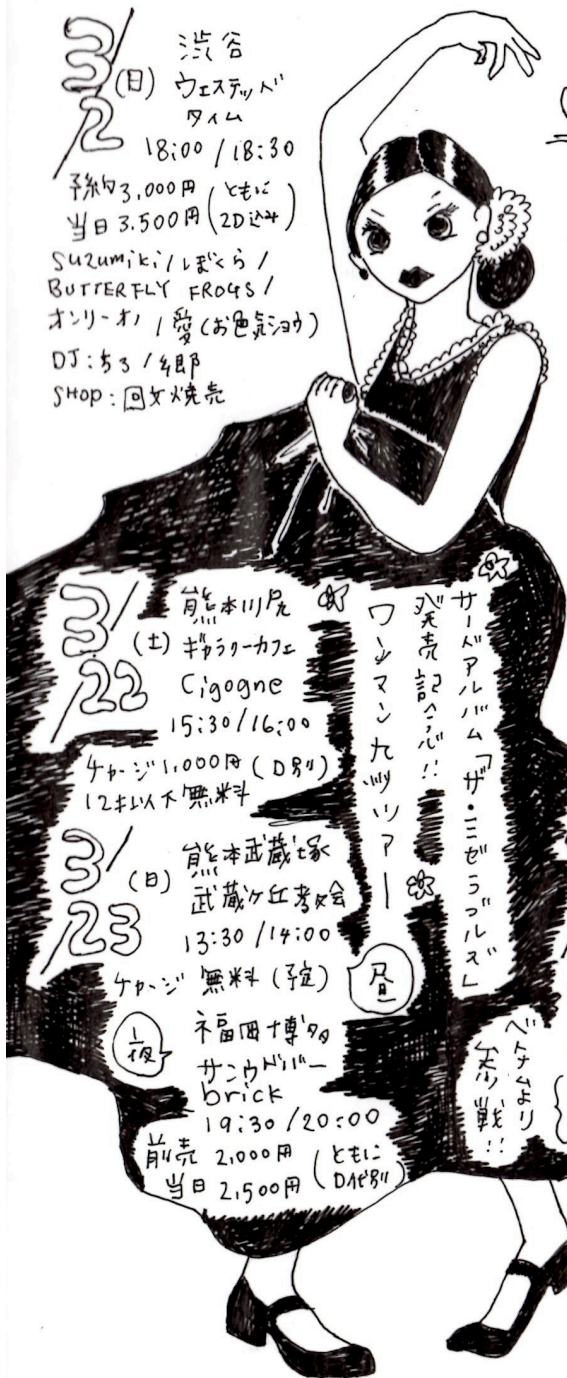 3/2
(日)
渋谷
ウエステッド
タイム
18:00 / 18:30
予約 3,000円 (ともに
当日 3.500円 2D込み)
suzumiki / しぼくら /
BUTTERFLY FROGS /
オンリーオノ / 愛 (お色気ショウ)
DJ: ちろ / 郷郎
SHOP: 回文焼売
サードアルバム「ザ・ミゼラブルズ」
発売記念!!
ワンマン九州ツアー
3/22
(土)
熊本川尻
ギャラリーカフェ
Cigogne
15:30/16:00
チャージ 1,000円 (D別)
12才以下 無料
3/23
(日)
昼
熊本武蔵塚
武蔵ヶ丘教会
13:30 /14:00
チャージ 無料 (予定)
夜
福岡博多
サウンドバー
brick
19:30 /20:00
前売 2,000円 (ともに
当日 2,500円 D代別)
ベトナムより
参戦!!